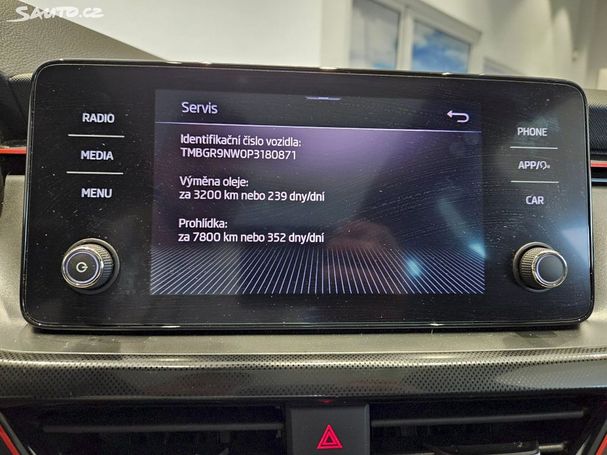 Sauto.cz
RADIO
MEDIA
MENU
Servis
Identifikační číslo vozidla:
TMBGR9NW0P3180871
Výměna oleje:
za 3200 km nebo 239 dny/dní
Prohlídka:
za 7800 km nebo 352 dny/dní
PHONE
APP/
CAR